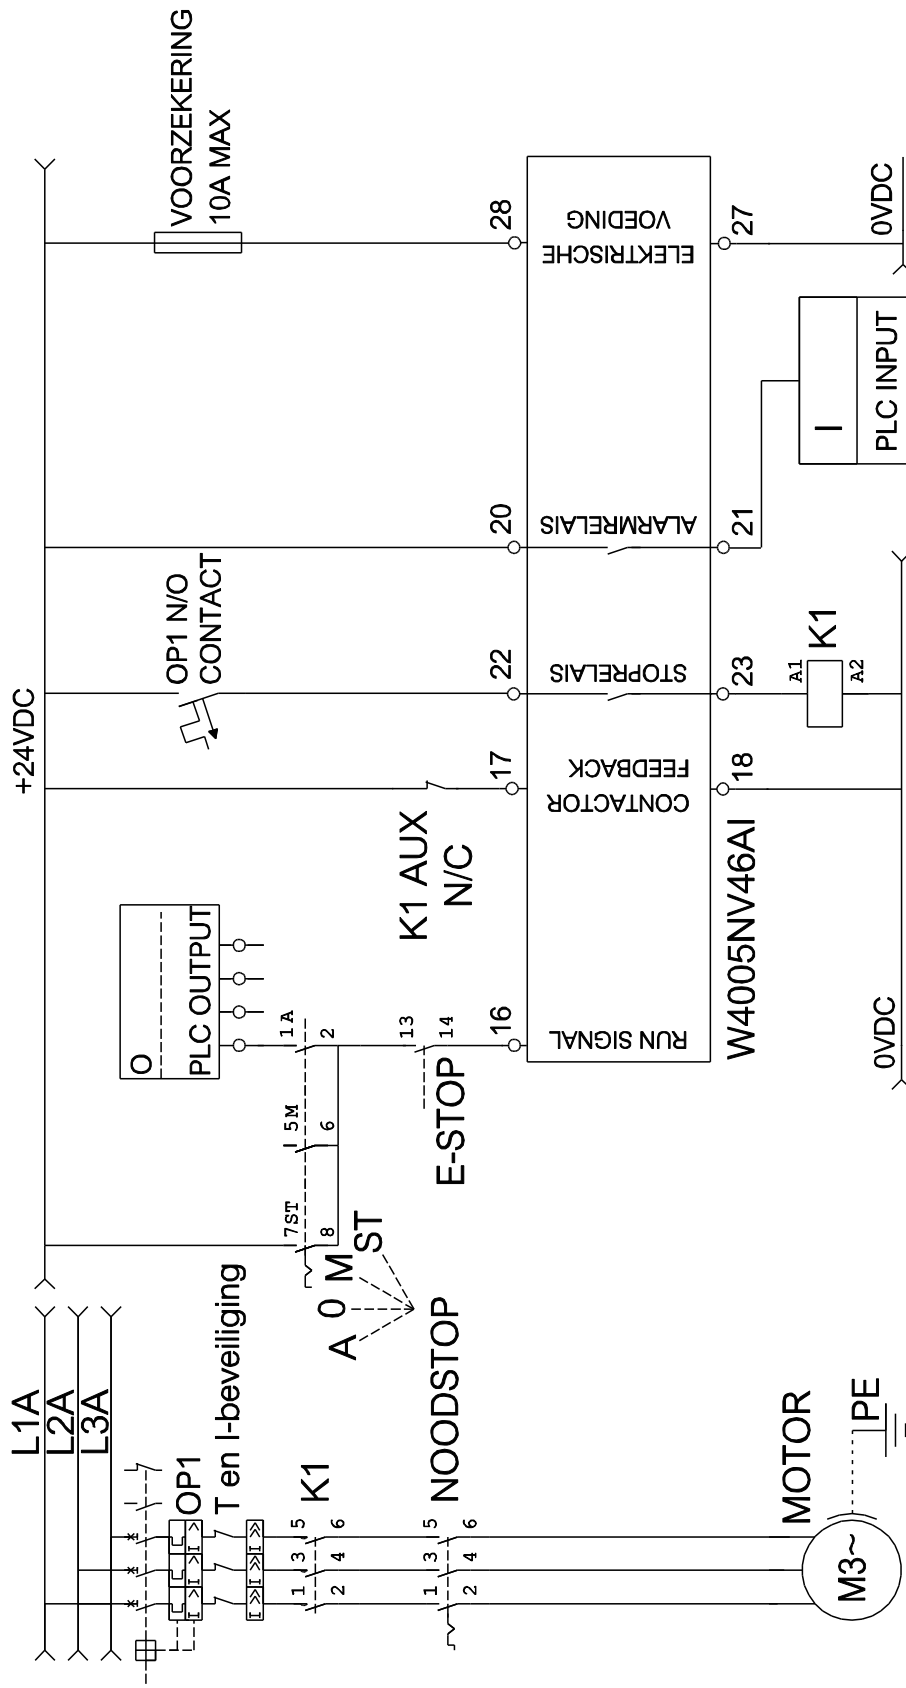 L1A
L2A
L3A
OP1
T en I-beveiliging
K1
1 3 5
2 4 6
NOODSTOP
1 3 5
2 4 6
MOTOR
M3~
PE
+24VDC
A 0 M ST
7ST 5M 1A
8 6 2
O
PLC OUTPUT
E-STOP
13
14
K1 AUX
N/C
OP1 N/O
CONTACT
VOORZEKERING
10A MAX
16
17
22
20
28
RUN SIGNAL
CONTACTOR
FEEDBACK
STOPRELAIS
ALARMRELAIS
ELEKTRISCHE
VOEDING
W4005NV46AI
18
23
21
27
A1
K1
A2
I
PLC INPUT
0VDC
0VDC
I> I> I>
I>> I>> I>>